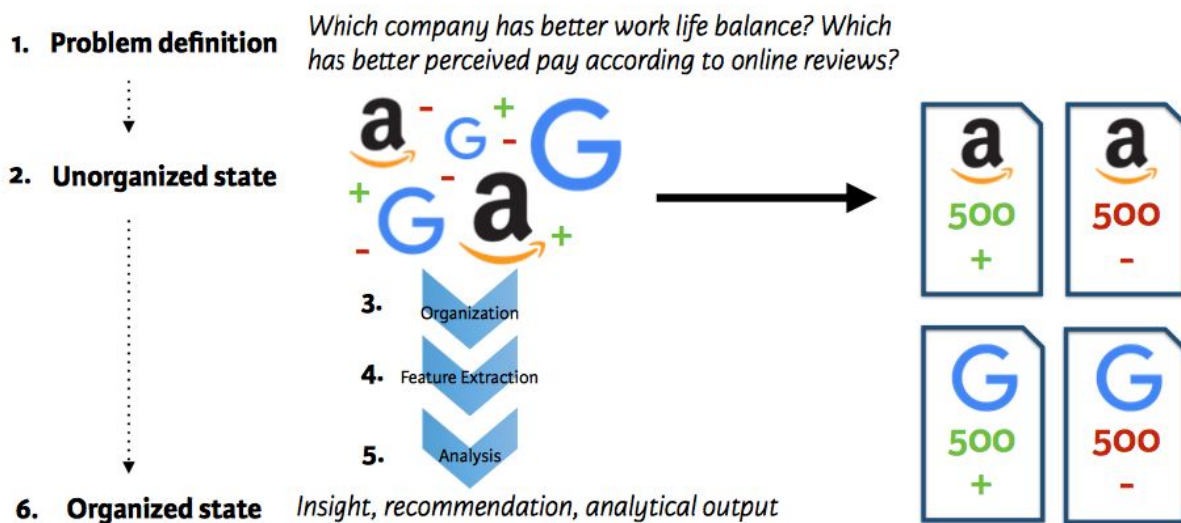 1. Problem definition
Which company has better work life balance? Which
has better perceived pay according to online reviews?
2. Unorganized state
a - G + - G
+ G - a +
-
3. Organization
4. Feature Extraction
5. Analysis
6. Organized state
Insight, recommendation, analytical output
a a
500 500
+ -
G G
500 500
+ -